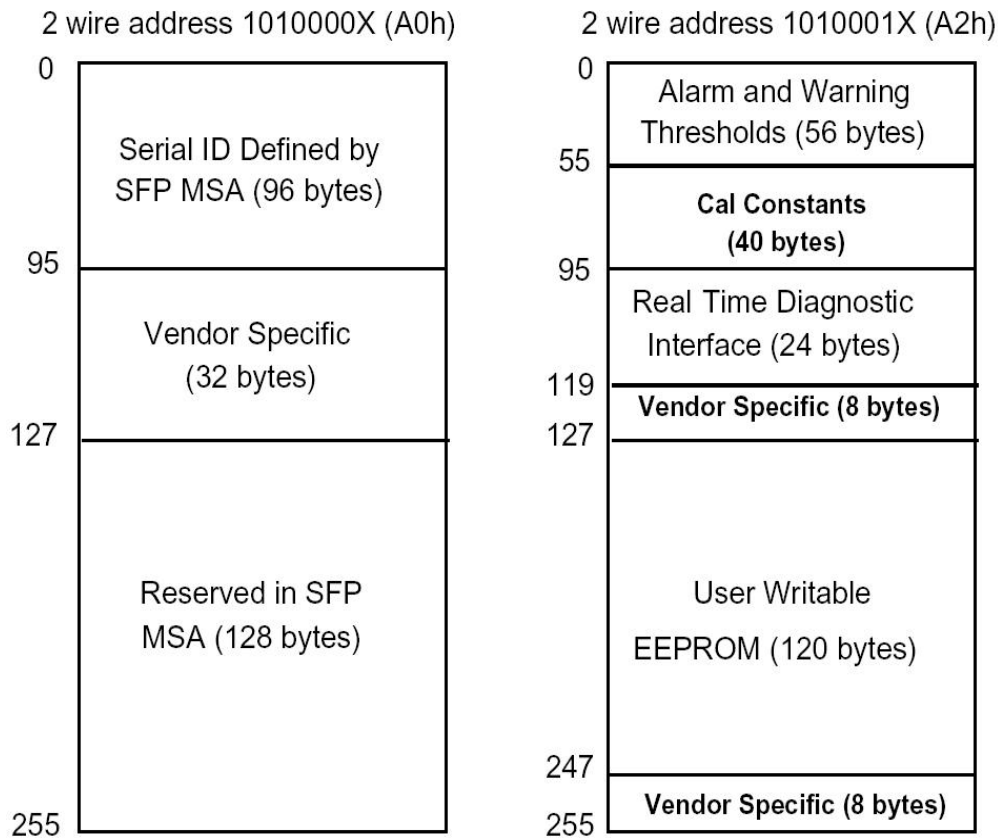 2 wire address 1010000X (A0h)
0
Serial ID Defined by
SFP MSA (96 bytes)
95
Vendor Specific
(32 bytes)
127
Reserved in SFP
MSA (128 bytes)
255
2 wire address 1010001X (A2h)
0
Alarm and Warning
Thresholds (56 bytes)
55
Cal Constants
(40 bytes)
95
Real Time Diagnostic
Interface (24 bytes)
119
Vendor Specific (8 bytes)
127
User Writable
EEPROM (120 bytes)
247
Vendor Specific (8 bytes)
255